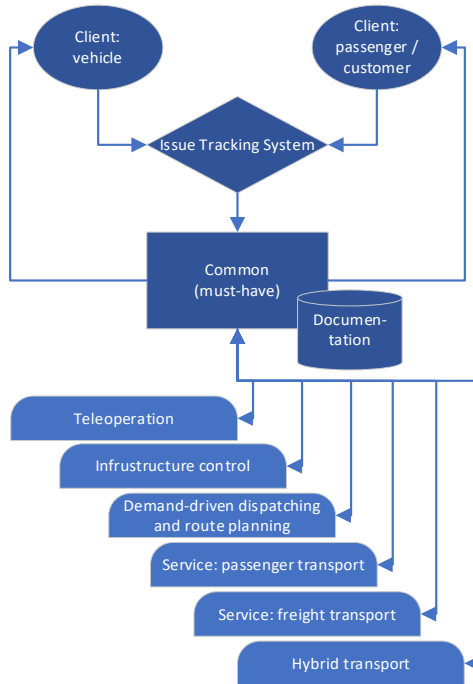 Client:
vehicle
Client:
passenger /
customer
Issue Tracking System
Common
(must-have)
Documen-
tation
Teleoperation
Infrustructure control
Demand-driven dispatching
and route planning
Service: passenger transport
Service: freight transport
Hybrid transport